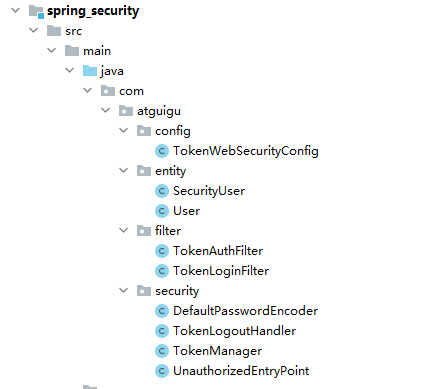 spring_security
src
main
java
com
atguigu
config
TokenWebSecurityConfig
entity
SecurityUser
User
filter
TokenAuthFilter
TokenLoginFilter
security
DefaultPasswordEncoder
TokenLogoutHandler
TokenManager
UnauthorizedEntryPoint